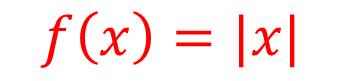 f(x) = |x|